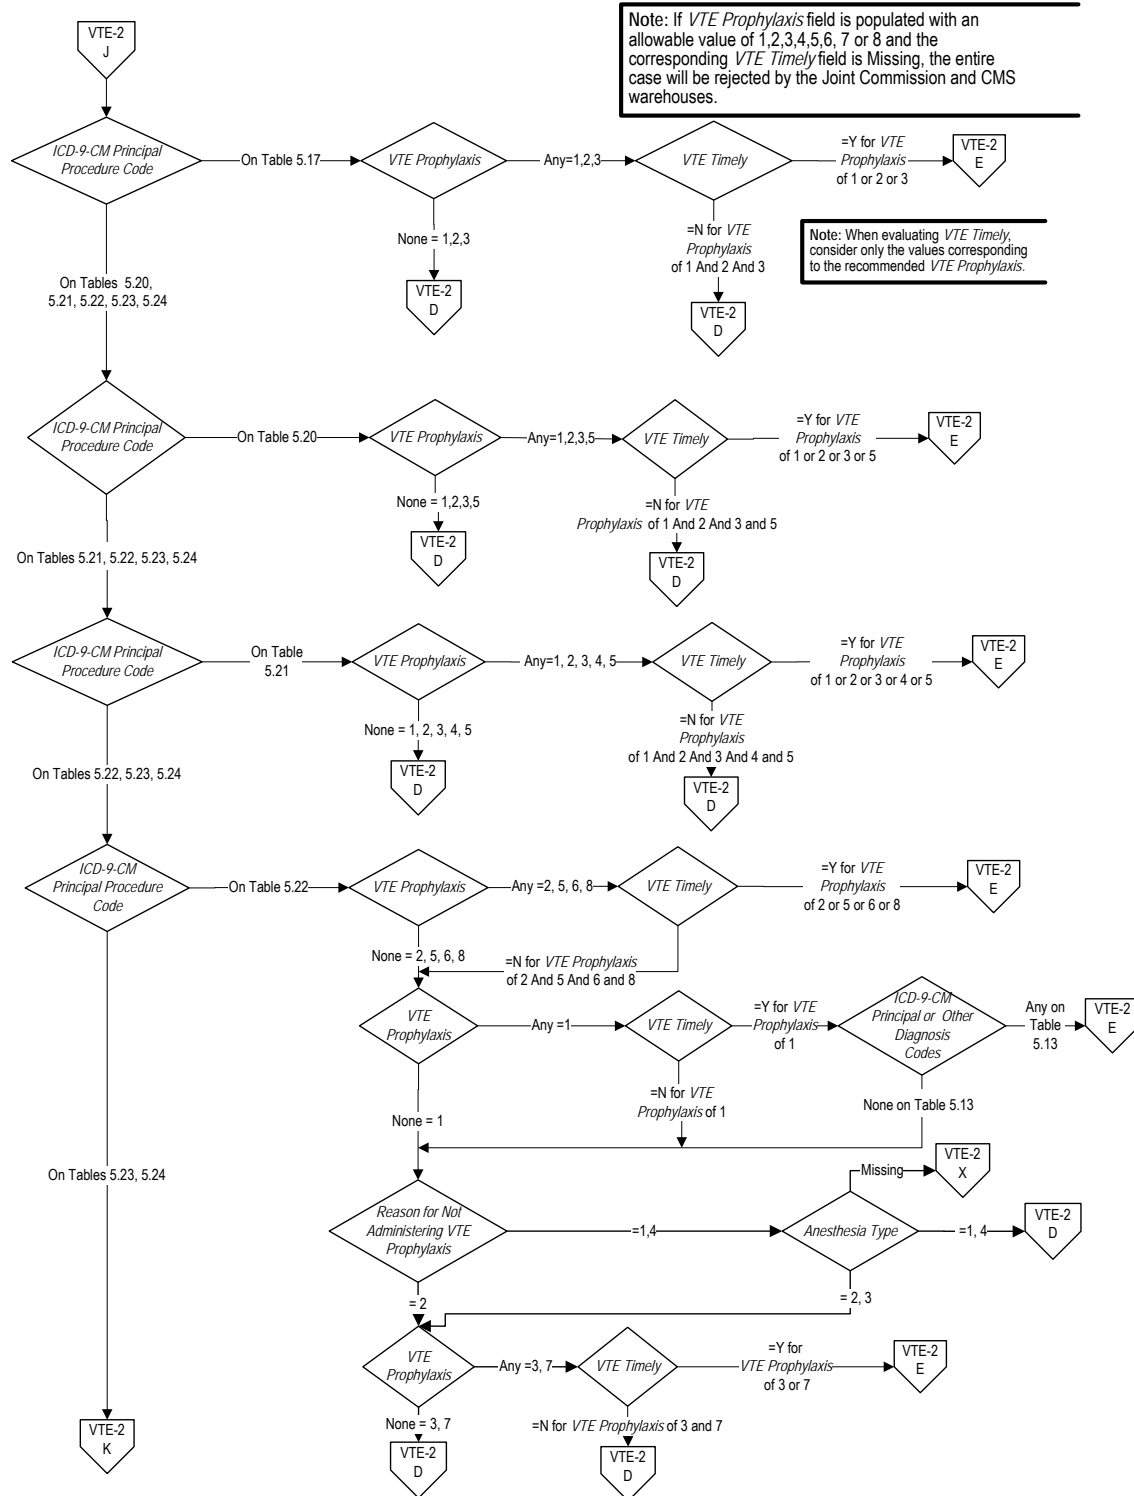 VTE-2
J
Note: If VTE Prophylaxis field is populated with an
allowable value of 1,2,3,4,5,6, 7 or 8 and the
corresponding VTE Timely field is Missing, the entire
case will be rejected by the Joint Commission and CMS
warehouses.
ICD-9-CM Principal
Procedure Code
On Table 5.17
VTE Prophylaxis
Any=1,2,3
VTE Timely
=Y for VTE
Prophylaxis
of 1 or 2 or 3
VTE-2
E
None = 1,2,3
VTE-2
D
=N for VTE
Prophylaxis
of 1 And 2 And 3
VTE-2
D
Note: When evaluating VTE Timely,
consider only the values corresponding
to the recommended VTE Prophylaxis.
On Tables 5.20,
5.21, 5.22, 5.23, 5.24
ICD-9-CM Principal
Procedure Code
On Table 5.20
VTE Prophylaxis
Any=1,2,3,5
VTE Timely
=Y for VTE
Prophylaxis
of 1 or 2 or 3 or 5
VTE-2
E
None = 1,2,3,5
VTE-2
D
=N for VTE
Prophylaxis of 1 And 2 And 3 and 5
VTE-2
D
On Tables 5.21, 5.22, 5.23, 5.24
ICD-9-CM Principal
Procedure Code
On Table
5.21
VTE Prophylaxis
Any=1, 2, 3, 4, 5
VTE Timely
=Y for VTE
Prophylaxis
of 1 or 2 or 3 or 4 or 5
VTE-2
E
None = 1, 2, 3, 4, 5
VTE-2
D
=N for VTE
Prophylaxis
of 1 And 2 And 3 And 4 and 5
VTE-2
D
On Tables 5.22, 5.23, 5.24
ICD-9-CM
Principal Procedure
Code
On Table 5.22
VTE Prophylaxis
Any =2, 5, 6, 8
VTE Timely
=Y for VTE
Prophylaxis
of 2 or 5 or 6 or 8
VTE-2
E
None = 2, 5, 6, 8
=N for VTE Prophylaxis
of 2 And 5 And 6 and 8
VTE
Prophylaxis
Any =1
VTE Timely
=Y for VTE
Prophylaxis
of 1
ICD-9-CM
Principal or Other
Diagnosis
Codes
Any on
Table
5.13
VTE-2
E
None = 1
=N for VTE
Prophylaxis of 1
None on Table 5.13
On Tables 5.23, 5.24
Missing
VTE-2
X
Reason for Not
Administering VTE
Prophylaxis
=1,4
Anesthesia Type
=1, 4
VTE-2
D
= 2
= 2, 3
VTE
Prophylaxis
Any =3, 7
VTE Timely
=Y for
VTE Prophylaxis
of 3 or 7
VTE-2
E
None = 3, 7
VTE-2
D
=N for VTE Prophylaxis of 3 and 7
VTE-2
D
VTE-2
K